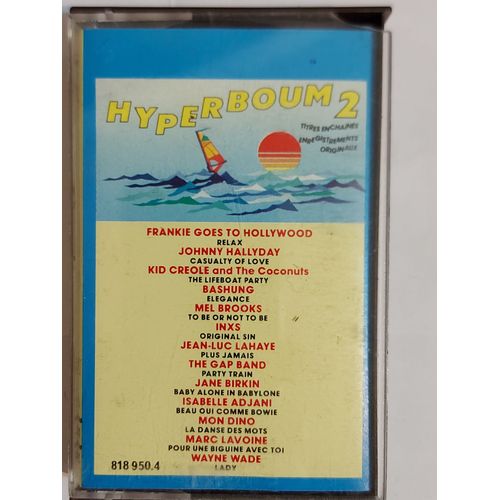 HYPERBOUM 2
TITRES ENCHAINÉS
ENREGISTREMENTS
ORIGINAUX
FRANKIE GOES TO HOLLYWOOD
RELAX
JOHNNY HALLYDAY
CASUALTY OF LOVE
KID CREOLE and The Coconuts
THE LIFEBOAT PARTY
BASHUNG
ELEGANCE
MEL BROOKS
TO BE OR NOT TO BE
INXS
ORIGINAL SIN
JEAN-LUC LAHAYE
PLUS JAMAIS
THE GAP BAND
PARTY TRAIN
JANE BIRKIN
BABY ALONE IN BABYLONE
ISABELLE ADJANI
BEAU OUI COMME BOWIE
MON DINO
LA DANSE DES MOTS
MARC LAVOINE
POUR UNE BIGUINE AVEC TOI
WAYNE WADE
LADY
818 950.4